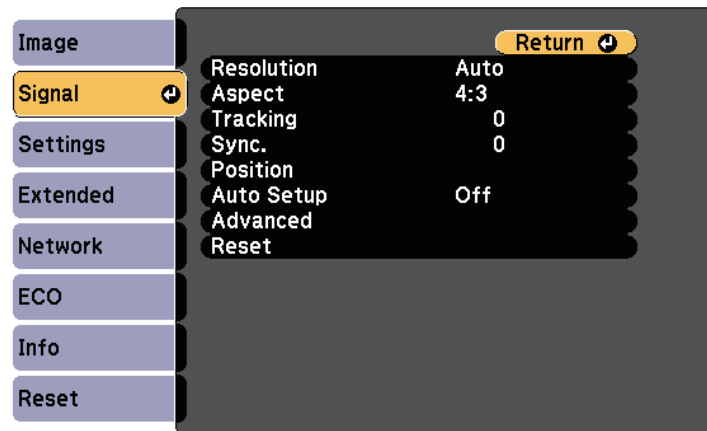 Image
Signal
Settings
Extended
Network
ECO
Info
Reset
Return
Resolution Auto
Aspect 4:3
Tracking 0
Sync. 0
Position
Auto Setup Off
Advanced
Reset